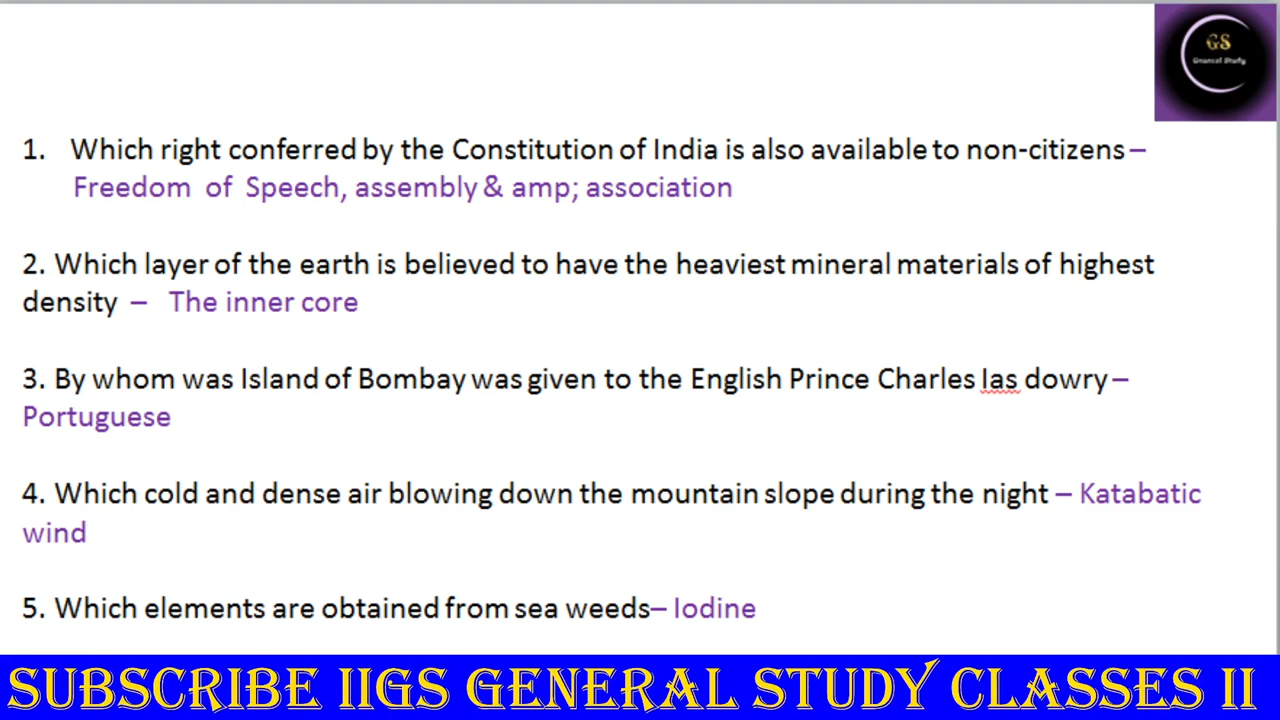 GS
General Study
1. Which right conferred by the Constitution of India is also available to non-citizens –
Freedom of Speech, assembly & amp; association
2. Which layer of the earth is believed to have the heaviest mineral materials of highest
density – The inner core
3. By whom was Island of Bombay was given to the English Prince Charles Ias dowry –
Portuguese
4. Which cold and dense air blowing down the mountain slope during the night – Katabatic
wind
5. Which elements are obtained from sea weeds– Iodine
SUBSCRIBE IIGS GENERAL STUDY CLASSES II